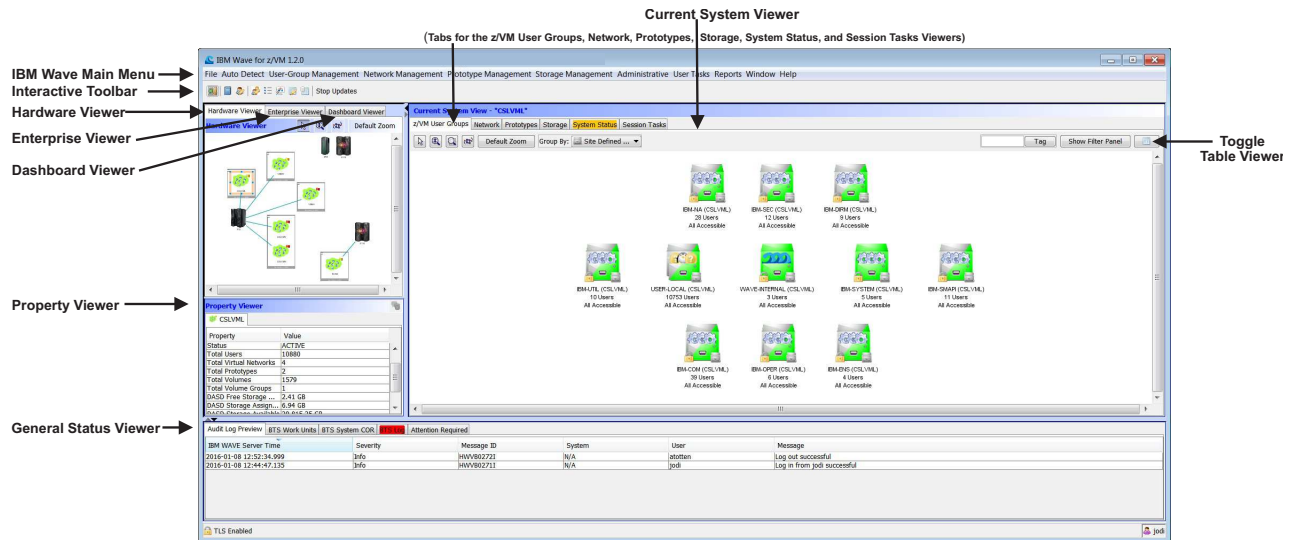 Current System Viewer
(Tabs for the z/VM User Groups, Network, Prototypes, Storage, System Status, and Session Tasks Viewers)
IBM Wave Main Menu
Interactive Toolbar
Hardware Viewer
Enterprise Viewer
Dashboard Viewer
Property Viewer
General Status Viewer
Toggle
Table Viewer
IBM Wave for z/VM 1.2.0
File Auto Detect User-Group Management Network Management Prototype Management Storage Management Administrative User Tasks Reports Window Help
Stop Updates
Hardware Viewer Enterprise Viewer Dashboard Viewer
Hardware Viewer Default Zoom
Current System View - "CSLVML"
z/VM User Groups Network Prototypes Storage System Status Session Tasks
Default Zoom Group By: Site Defined ... Tag Show Filter Panel
IBM-NA (CSLVML)
28 Users
All Accessible
IBM-SEC (CSLVML)
12 Users
All Accessible
IBM-DIRM (CSLVML)
9 Users
All Accessible
IBM-UTIL (CSLVML)
10 Users
All Accessible
USER-LOCAL (CSLVML)
10753 Users
All Accessible
WAVE-INTERNAL (CSLVML)
3 Users
All Accessible
IBM-SYSTEM (CSLVML)
5 Users
All Accessible
IBM-SMAPI (CSLVML)
11 Users
All Accessible
IBM-COM (CSLVML)
39 Users
All Accessible
IBM-OPER (CSLVML)
6 Users
All Accessible
IBM-ENS (CSLVML)
4 Users
All Accessible
Property Viewer
CSLVML
Property Value
Status ACTIVE
Total Users 10880
Total Virtual Networks 4
Total Prototypes 2
Total Volumes 1579
Total Volume Groups 1
DASD Free Storage ... 2.41 GB
DASD Storage Assign... 6.94 GB
DASD Storage Available
Audit Log Preview BTS Work Units BTS System COR BTS Log Attention Required
IBM WAVE Server Time Severity Message ID System User Message
2016-01-08 12:52:34.999 Info HWVB0272I N/A atotten Log out successful
2016-01-08 12:44:47.135 Info HWVB0271I N/A jodi Log in from jodi successful
TLS Enabled
jodi